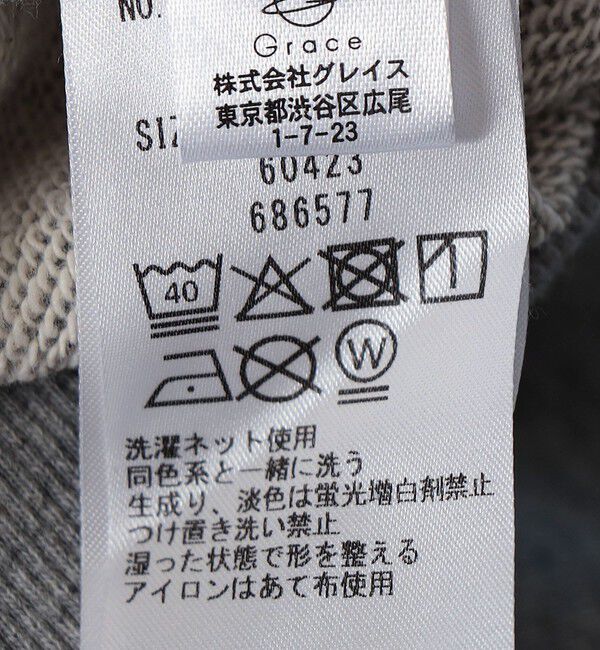 NO.
Grace
株式会社グレイス
東京都渋谷区広尾
1-7-23
SIZ
60423
686577
40
W
洗濯ネット使用
同色系と一緒に洗う
生成り、淡色は蛍光増白剤禁止
つけ置き洗い禁止
湿った状態で形を整える
アイロンはあて布使用